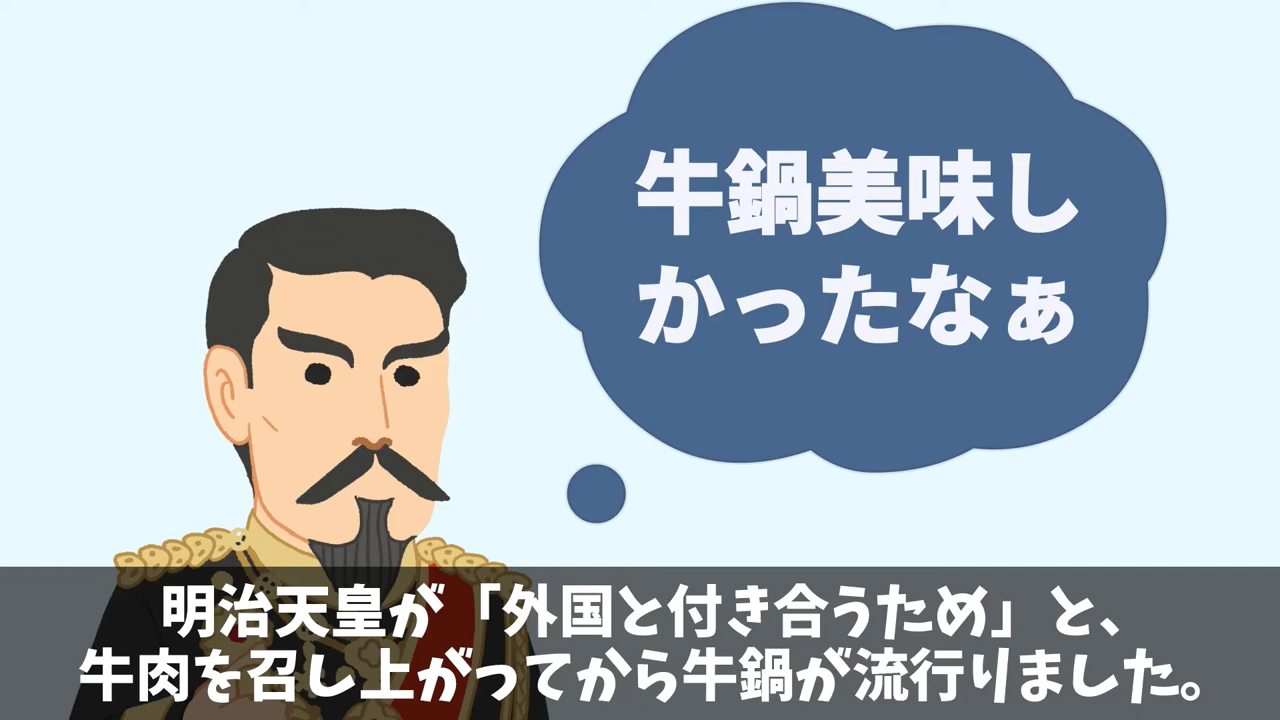 牛鍋美味し
かったなぁ
明治天皇が「外国と付き合うため」と、
牛肉を召し上がってから牛鍋が流行りました。